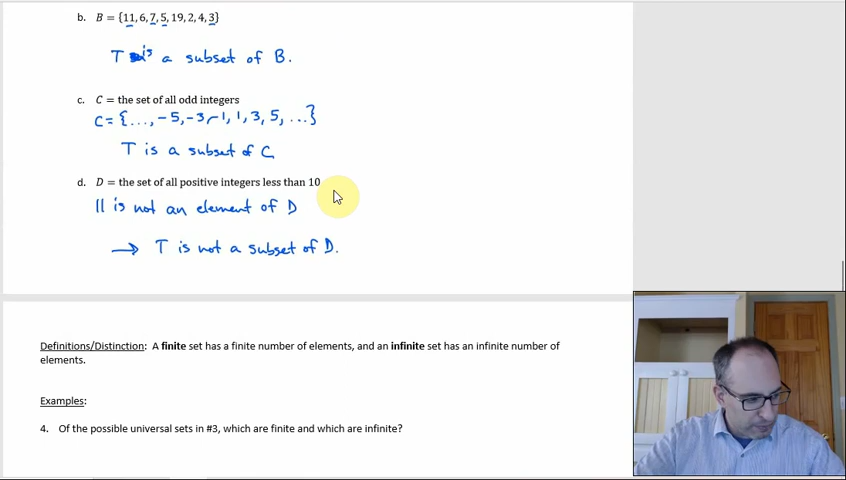 b. B = {11, 6, 7, 5, 19, 2, 4, 3}
T is a subset of B.
c. C = the set of all odd integers
C = {..., -5, -3, -1, 1, 3, 5, ...}
T is a subset of C
d. D = the set of all positive integers less than 10
11 is not an element of D
→ T is not a subset of D.
Definitions/Distinction: A finite set has a finite number of elements, and an infinite set has an infinite number of
elements.
Examples:
4. Of the possible universal sets in #3, which are finite and which are infinite?